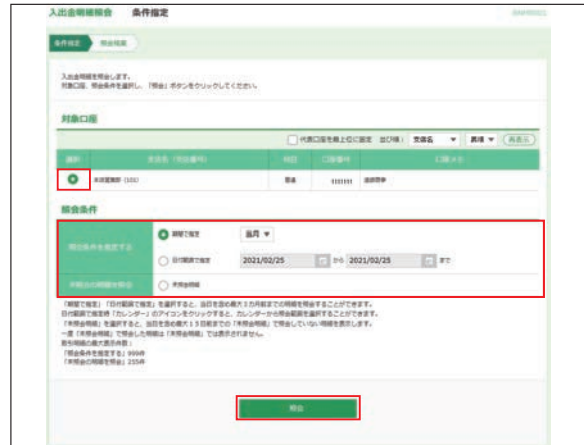 入出金明細照会 条件指定
条件指定 照会結果
入出金明細を照会します。
対象口座、照会条件を選択し、「照会」ボタンをクリックしてください。
対象口座
代表口座を最上位に固定 並び順： 支店名 ▼ 昇順 ▼ 再表示
選択 支店名（支店番号） 科目 口座番号 口座メモ
本店営業部（101） 普通 1111111
照会条件
照会条件を指定する
期間で指定 当月 ▼
日付範囲で指定 2021/02/25 から 2021/02/25 まで
未照会の明細を照会 未照会明細
「期間で指定」「日付範囲で指定」を選択すると、当日を含め最大３カ月前までの明細を照会することができます。
日付範囲で指定時「カレンダー」のアイコンをクリックすると、カレンダーから照会範囲を選択することができます。
「未照会明細」を選択すると、当日を含め最大１５日前までの「未照会明細」で照会していない明細を表示します。
一度「未照会明細」で照会した明細は「未照会明細」では表示されません。
取引明細の最大表示件数：
「照会条件を指定する」999件
「未照会の明細を照会」255件
照会